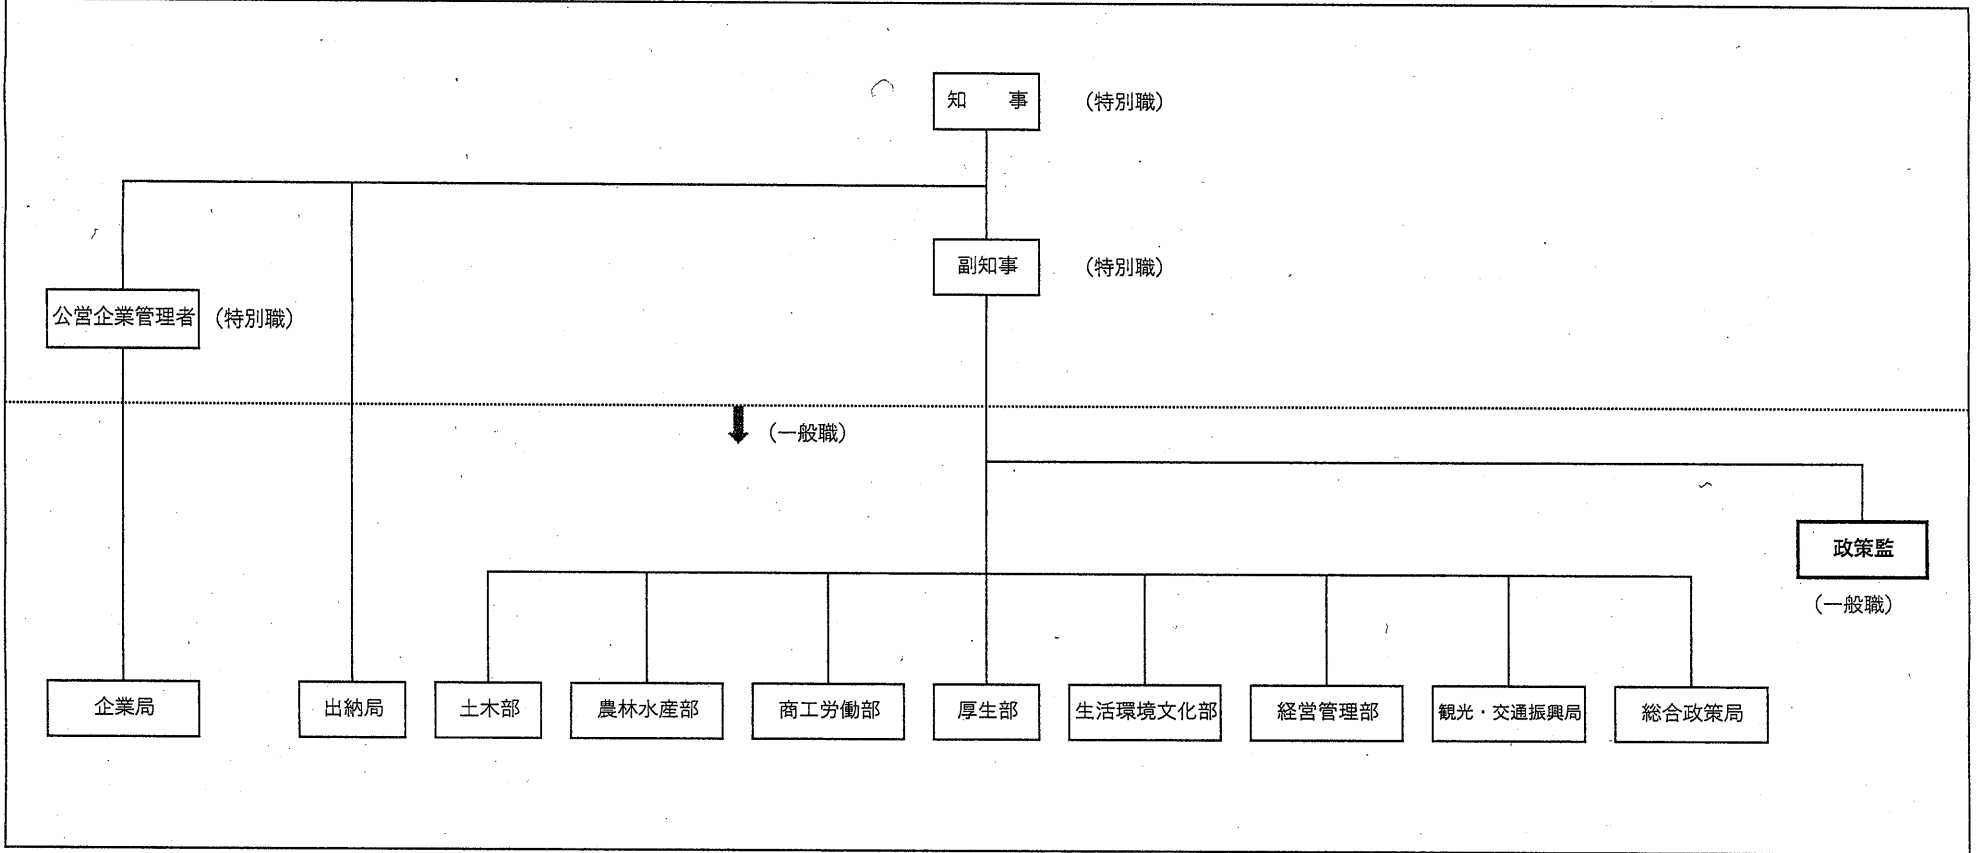 知　事 （特別職）
副知事 （特別職）
公営企業管理者 （特別職）
（一般職）
政策監
（一般職）
企業局
出納局
土木部
農林水産部
商工労働部
厚生部
生活環境文化部
経営管理部
観光・交通振興局
総合政策局